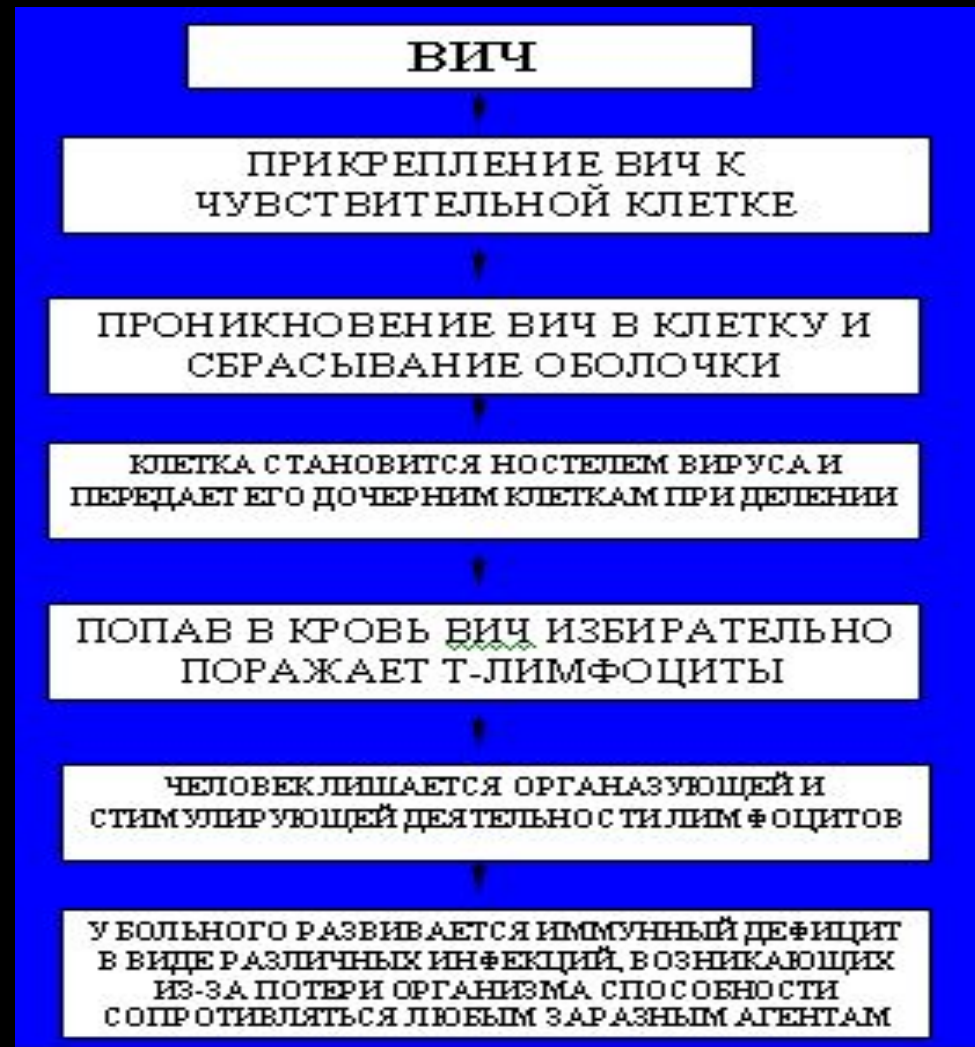 ВИЧ
ПРИКРЕПЛЕНИЕ ВИЧ К
ЧУВСТВИТЕЛЬНОЙ КЛЕТКЕ
ПРОНИКНОВЕНИЕ ВИЧ В КЛЕТКУ И
СБРАСЫВАНИЕ ОБОЛОЧКИ
КЛЕТКА СТАНОВИТСЯ НОСТЕЛЕМ ВИРУСА И
ПЕРЕДАЕТ ЕГО ДОЧЕРНИМ КЛЕТКАМ ПРИ ДЕЛЕНИИ
ПОПАВ В КРОВЬ ВИЧ ИЗБИРАТЕЛЬНО
ПОРАЖАЕТ Т-ЛИМФОЦИТЫ
ЧЕЛОВЕК ЛИШАЕТСЯ ОРГАНАЗУЮЩЕЙ И
СТИМУЛИРУЮЩЕЙ ДЕЯТЕЛЬНОСТИ ЛИМФОЦИТОВ
У БОЛЬНОГО РАЗВИВАЕТСЯ ИММУННЫЙ ДЕФИЦИТ
В ВИДЕ РАЗЛИЧНЫХ ИНФЕКЦИЙ, ВОЗНИКАЮЩИХ
ИЗ-ЗА ПОТЕРИ ОРГАНИЗМА СПОСОБНОСТИ
СОПРОТИВЛЯТЬСЯ ЛЮБЫМ ЗАРАЗНЫМ АГЕНТАМ